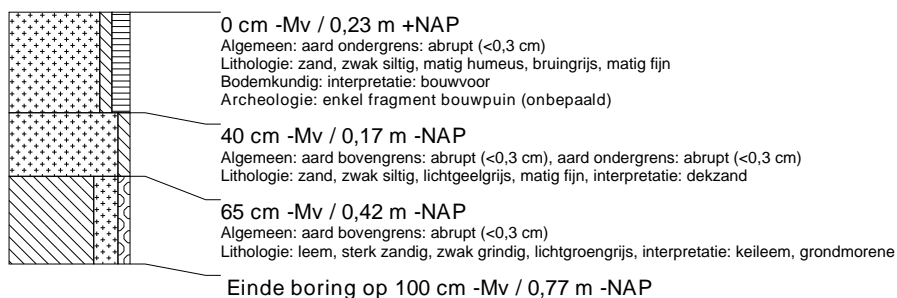 0 cm -Mv / 0,23 m +NAP
Algemeen: aard ondergrens: abrupt (<0,3 cm)
Lithologie: zand, zwak siltig, matig humeus, bruingrijs, matig fijn
Bodemkundig: interpretatie: bouwvoor
Archeologie: enkel fragment bouwpuin (onbepaald)
40 cm -Mv / 0,17 m -NAP
Algemeen: aard bovengrens: abrupt (<0,3 cm), aard ondergrens: abrupt (<0,3 cm)
Lithologie: zand, zwak siltig, lichtgeelgrijs, matig fijn, interpretatie: dekzand
65 cm -Mv / 0,42 m -NAP
Algemeen: aard bovengrens: abrupt (<0,3 cm)
Lithologie: leem, sterk zandig, zwak grindig, lichtgroengrijs, interpretatie: keileem, grondmorene
Einde boring op 100 cm -Mv / 0,77 m -NAP